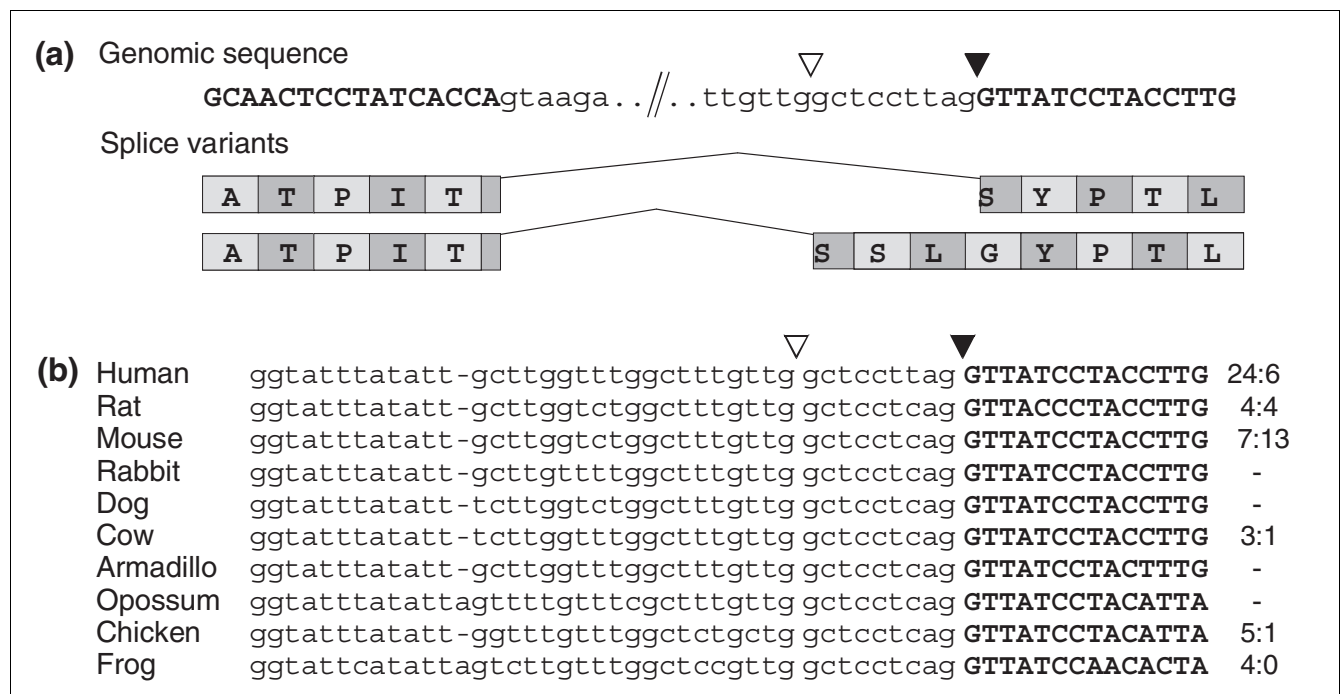 (a) Genomic sequence
GCAACTCCTATCACCAgtaaga..//..ttgttggctccttagGTTATCCTACCTTG
Splice variants
A T P I T S Y P T L
A T P I T S S L G Y P T L
(b) Human ggtatttatatt-gcttggtttggctttgttg gctccttag GTTATCCTACCTTG 24:6
Rat ggtatttatatt-gcttggtctggctttgttg gctcctcag GTTACCCTACCTTG 4:4
Mouse ggtatttatatt-gcttggtctggctttgttg gctcctcag GTTATCCTACCTTG 7:13
Rabbit ggtatttatatt-gcttgttttggctttgttg gctcctcag GTTATCCTACCTTG -
Dog ggtatttatatt-tcttggtctggctttgttg gctcctcag GTTATCCTACCTTG -
Cow ggtatttatatt-tcttggtttggctttgttg gctcctcag GTTATCCTACCTTG 3:1
Armadillo ggtatttatatt-gcttggtttggctttgttg gctcctcag GTTATCCTACTTTG -
Opossum ggtatttatattagttttgtttcgctttgttg gctcctcag GTTATCCTACATTA -
Chicken ggtatttatatt-ggtttgtttggctctgctg gctcctcag GTTATCCTACATTA 5:1
Frog ggtattcatattagtcttgtttggctccgttg gctcctcag GTTATCCAACACTA 4:0